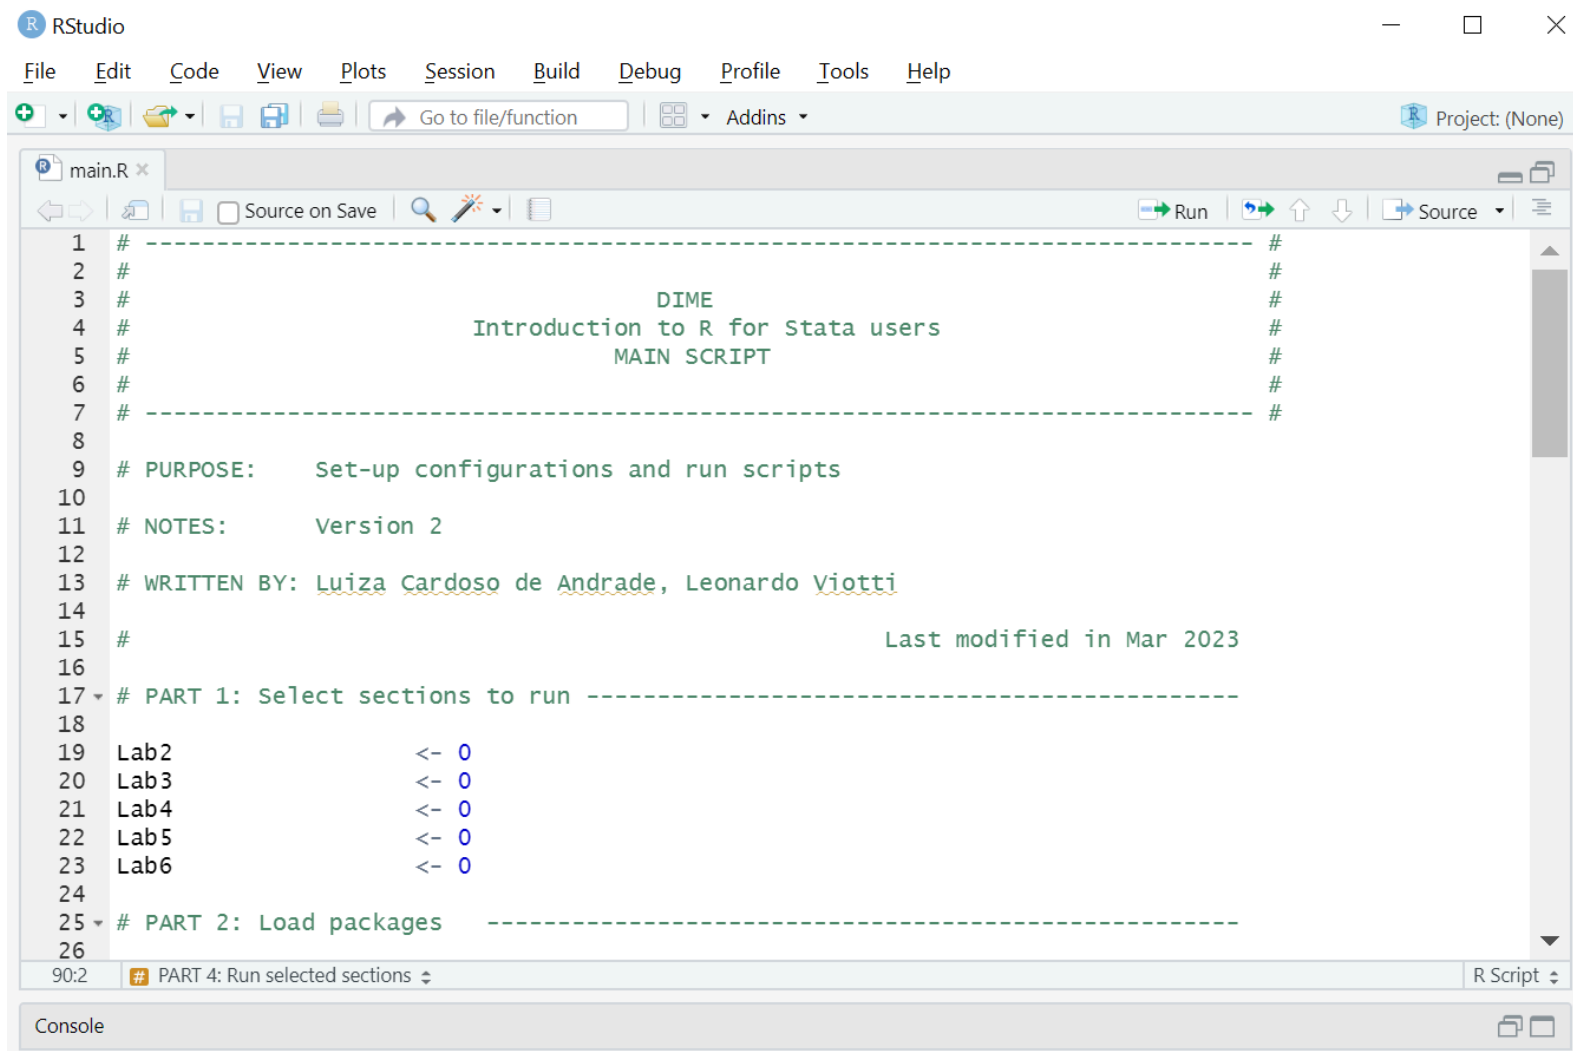 RStudio
File Edit Code View Plots Session Build Debug Profile Tools Help
Go to file/function Addins Project: (None)
main.R
Source on Save Run Source
1 # ------------------------------------------------------------------------------ #
2 # #
3 # DIME #
4 # Introduction to R for Stata users #
5 # MAIN SCRIPT #
6 # #
7 # ------------------------------------------------------------------------------ #
8
9 # PURPOSE: Set-up configurations and run scripts
10
11 # NOTES: Version 2
12
13 # WRITTEN BY: Luiza Cardoso de Andrade, Leonardo Viotti
14
15 # Last modified in Mar 2023
16
17 # PART 1: Select sections to run ----------------------------------------------
18
19 Lab2 <- 0
20 Lab3 <- 0
21 Lab4 <- 0
22 Lab5 <- 0
23 Lab6 <- 0
24
25 # PART 2: Load packages -----------------------------------------------------
26
90:2 # PART 4: Run selected sections R Script
Console